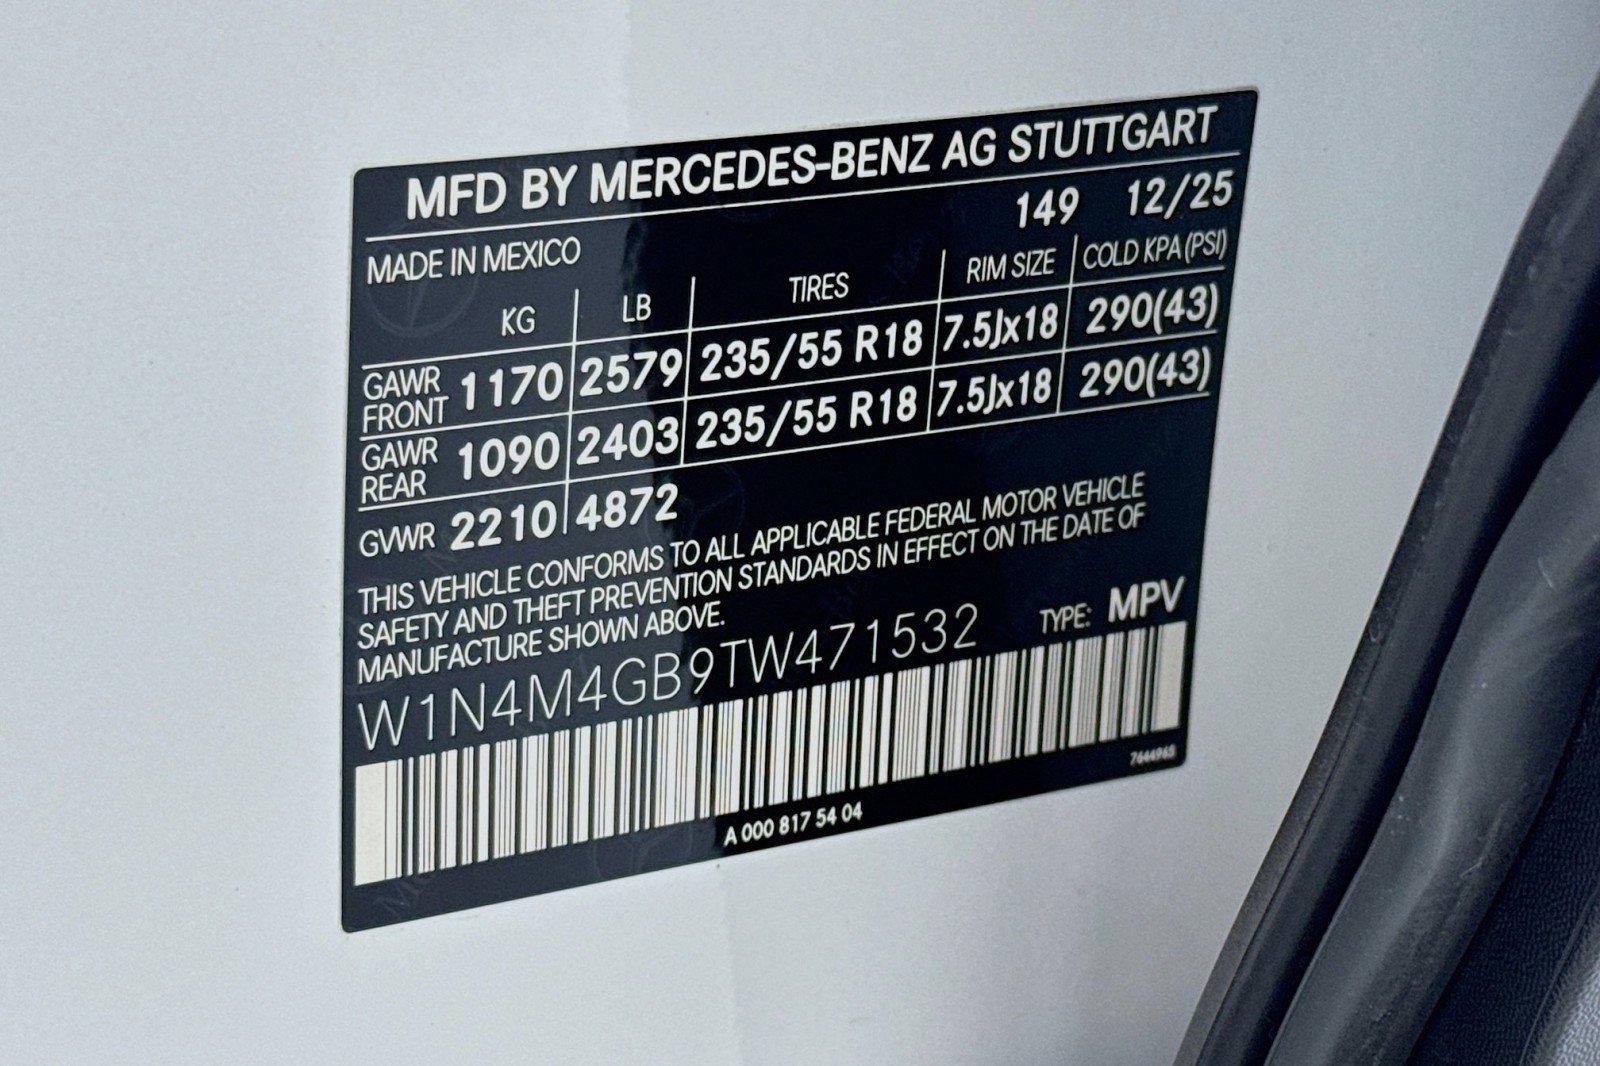 MFD BY MERCEDES-BENZ AG STUTTGART
MADE IN MEXICO 149 12/25
KG LB TIRES RIM SIZE COLD KPA (PSI)
GAWR FRONT 1170 2579 235/55 R18 7.5Jx18 290(43)
GAWR REAR 1090 2403 235/55 R18 7.5Jx18 290(43)
GVWR 2210 4872
THIS VEHICLE CONFORMS TO ALL APPLICABLE FEDERAL MOTOR VEHICLE
SAFETY AND THEFT PREVENTION STANDARDS IN EFFECT ON THE DATE OF
MANUFACTURE SHOWN ABOVE.
W1N4M4GB9TW471532 TYPE: MPV
7644968
A 000 817 54 04